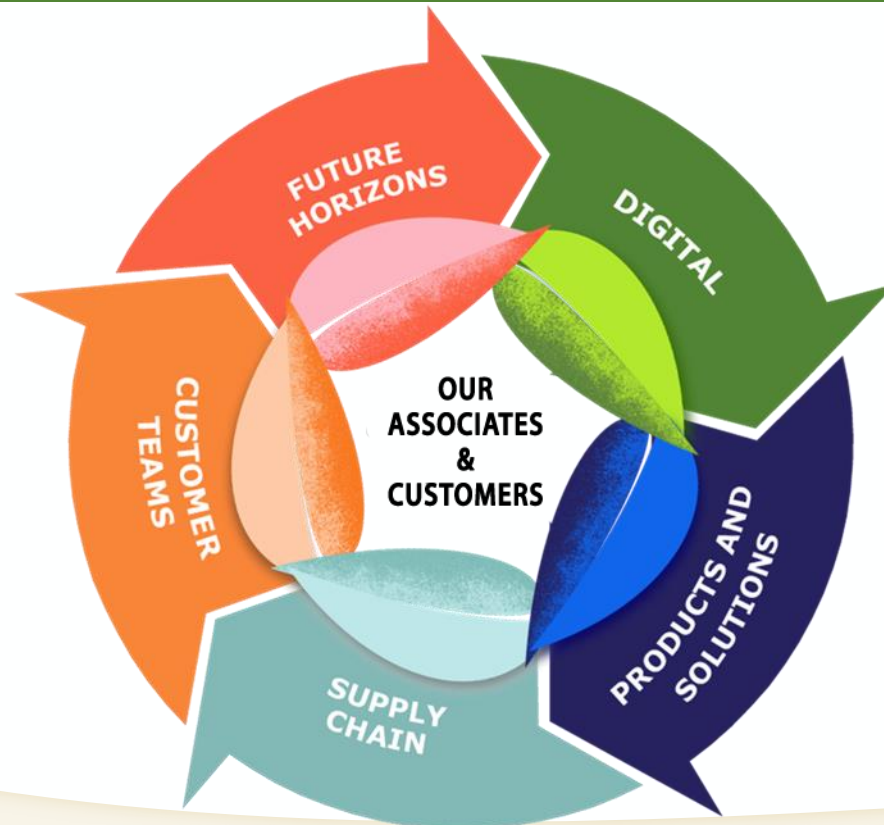 FUTURE
HORIZONS
DIGITAL
PRODUCTS AND
SOLUTIONS
SUPPLY
CHAIN
CUSTOMER
TEAMS
OUR
ASSOCIATES
&
CUSTOMERS